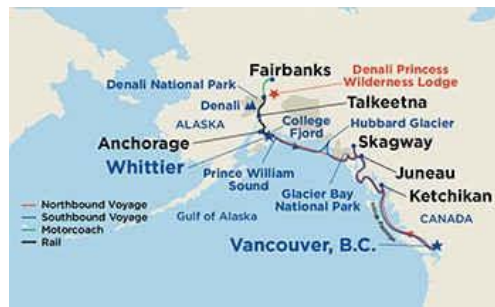 Fairbanks
Denali National Park
Denali Princess
Wilderness Lodge
Denali
Talkeetna
ALASKA
College
Fjord
Hubbard Glacier
Anchorage
Skagway
Whittier
Juneau
Prince William
Sound
Glacier Bay
National Park
Ketchikan
Northbound Voyage
Southbound Voyage
Motorcoach
Rail
Gulf of Alaska
CANADA
Vancouver, B.C.